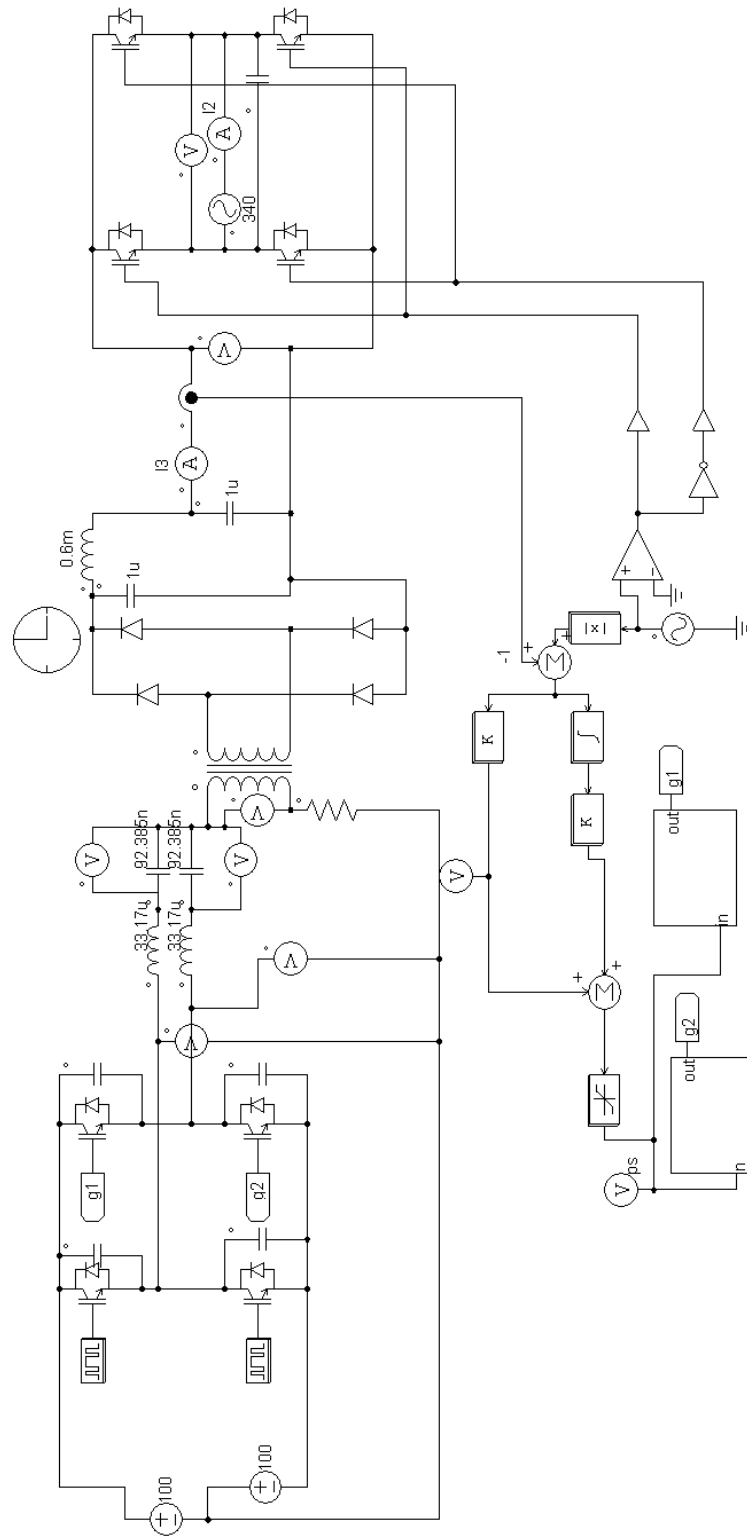 0.6m
V
g1
33.17u
92.385n
1u
33.17u
92.385n
100
V
I3
A
V
I2
A
1u
V
V
340
g2
V
100
V
V
K
-1
+
+
Σ
+
+
Σ
K
|x|
+
-
V
ps
g1
out
in
g2
out